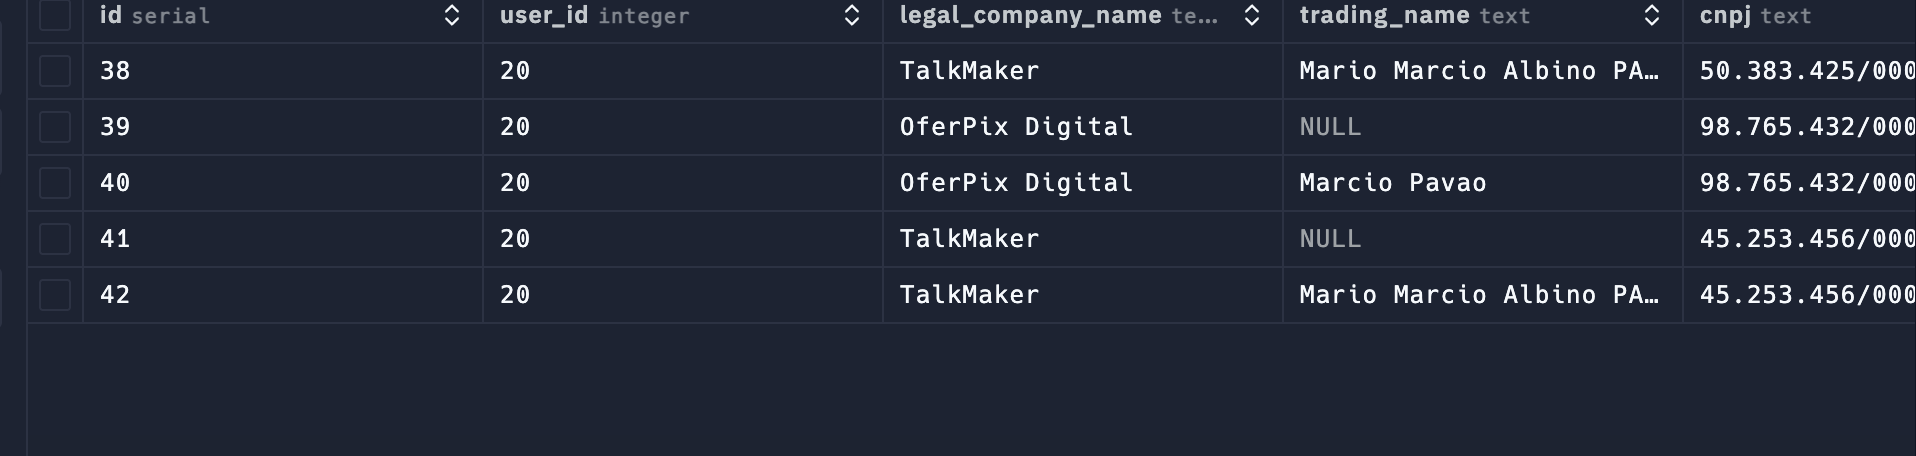 id serial user_id integer legal_company_name te... trading_name text cnpj text
38 20 TalkMaker Mario Marcio Albino PA… 50.383.425/000
39 20 OferPix Digital NULL 98.765.432/000
40 20 OferPix Digital Marcio Pavao 98.765.432/000
41 20 TalkMaker NULL 45.253.456/000
42 20 TalkMaker Mario Marcio Albino PA… 45.253.456/000